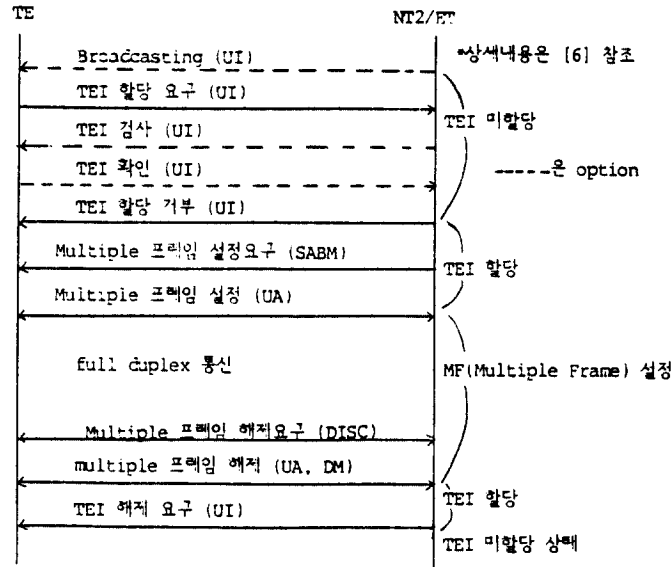 TE
NT2/ET
Broadcasting (UI)
*상세내용은 [6] 참조
TEI 할당 요구 (UI)
TEI 미할당
TEI 검사 (UI)
TEI 확인 (UI)
-----은 option
TEI 할당 거부 (UI)
Multiple 프레임 설정요구 (SABM)
TEI 할당
Multiple 프레임 설정 (UA)
full duplex 통신
MF(Multiple Frame) 설정
Multiple 프레임 해제요구 (DISC)
multiple 프레임 해제 (UA, DM)
TEI 할당
TEI 해제 요구 (UI)
TEI 미할당 상태